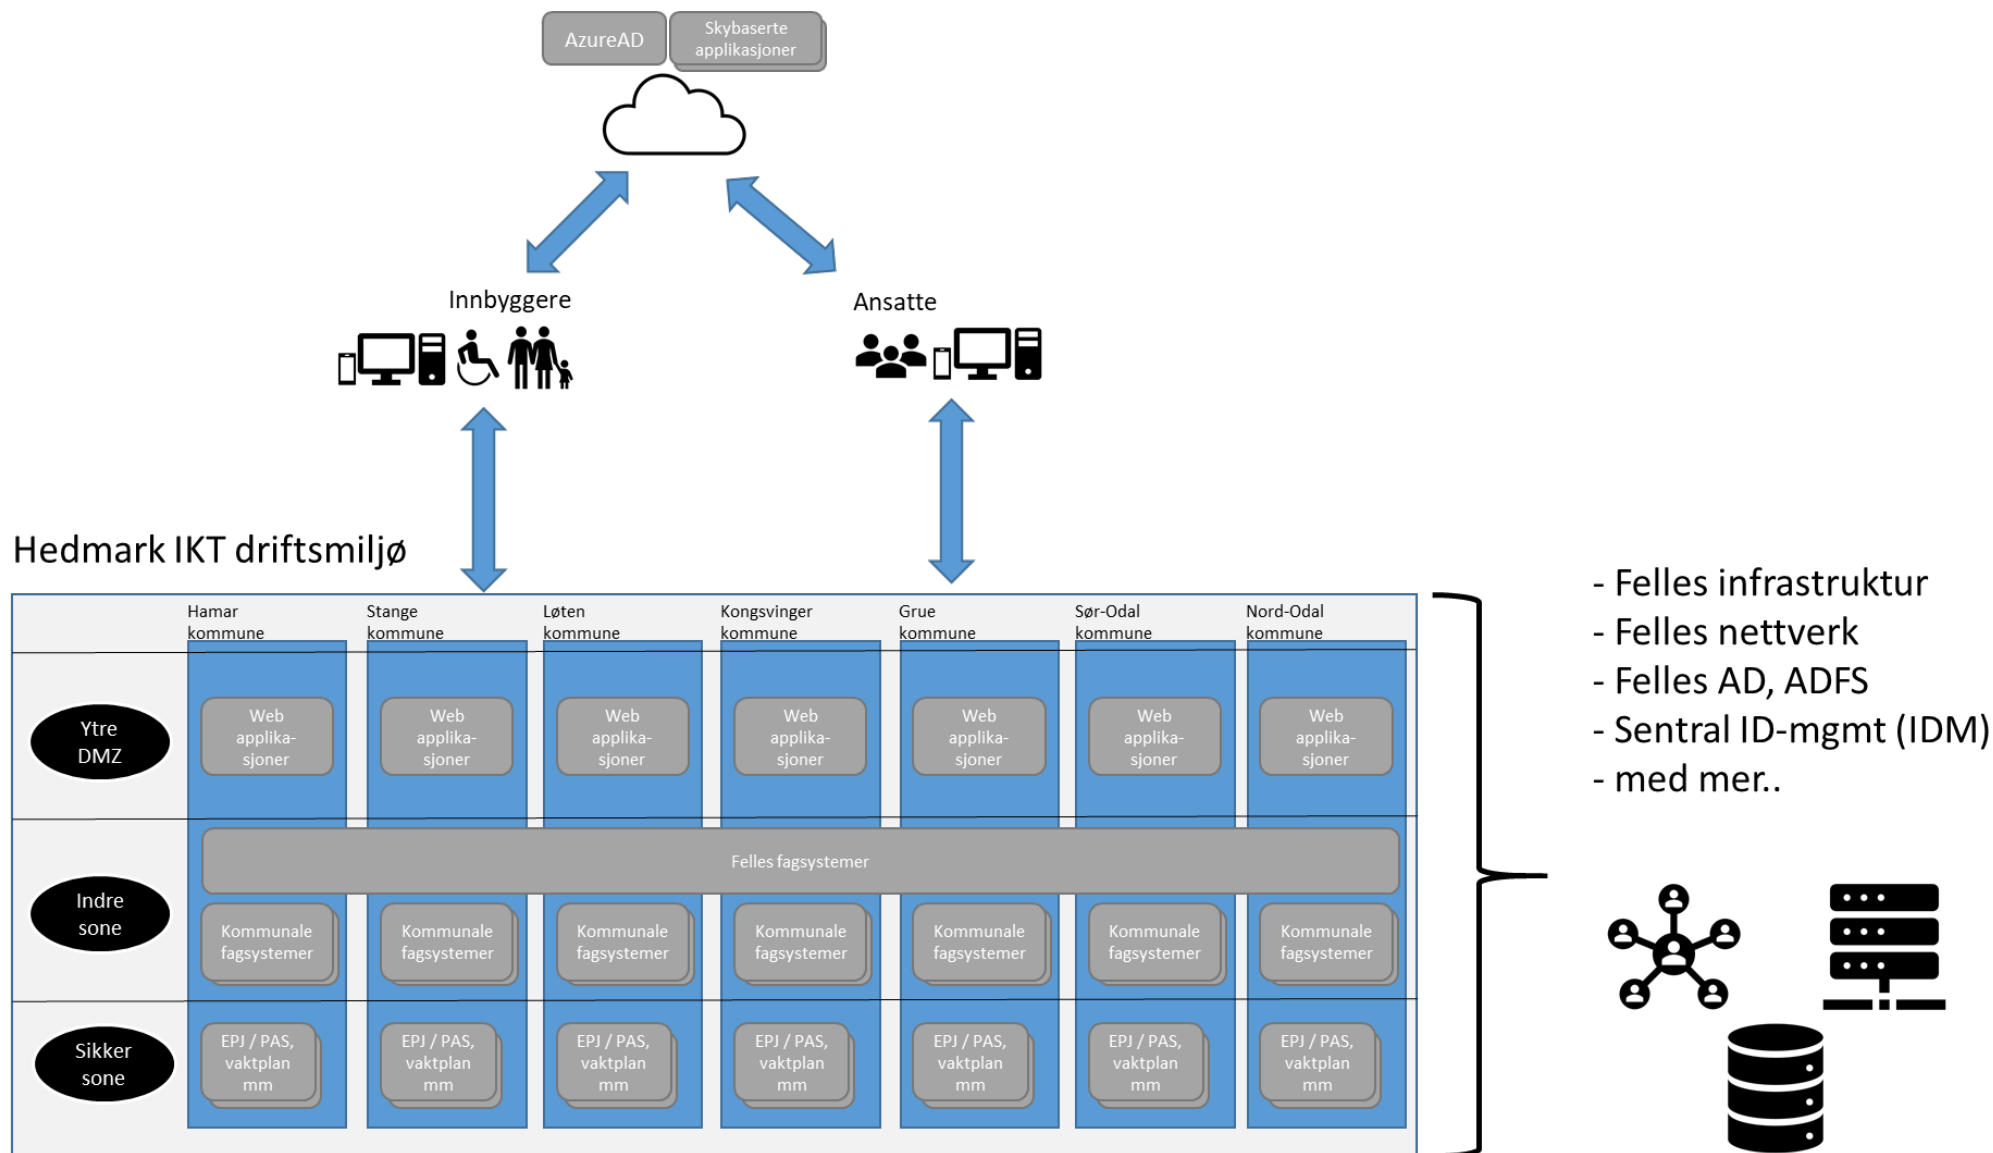 AzureAD
Skybaserte
applikasjoner
Innbyggere
Ansatte
Hedmark IKT driftsmiljø
Hamar
kommune
Stange
kommune
Løten
kommune
Kongsvinger
kommune
Grue
kommune
Sør-Odal
kommune
Nord-Odal
kommune
Ytre
DMZ
Web
applika-
sjoner
Web
applika-
sjoner
Web
applika-
sjoner
Web
applika-
sjoner
Web
applika-
sjoner
Web
applika-
sjoner
Web
applika-
sjoner
Indre
sone
Felles fagsystemer
Kommunale
fagsystemer
Kommunale
fagsystemer
Kommunale
fagsystemer
Kommunale
fagsystemer
Kommunale
fagsystemer
Kommunale
fagsystemer
Kommunale
fagsystemer
Sikker
sone
EPJ / PAS,
vaktplan
mm
EPJ / PAS,
vaktplan
mm
EPJ / PAS,
vaktplan
mm
EPJ / PAS,
vaktplan
mm
EPJ / PAS,
vaktplan
mm
EPJ / PAS,
vaktplan
mm
EPJ / PAS,
vaktplan
mm
- Felles infrastruktur
- Felles nettverk
- Felles AD, ADFS
- Sentral ID-mgmt (IDM)
- med mer..